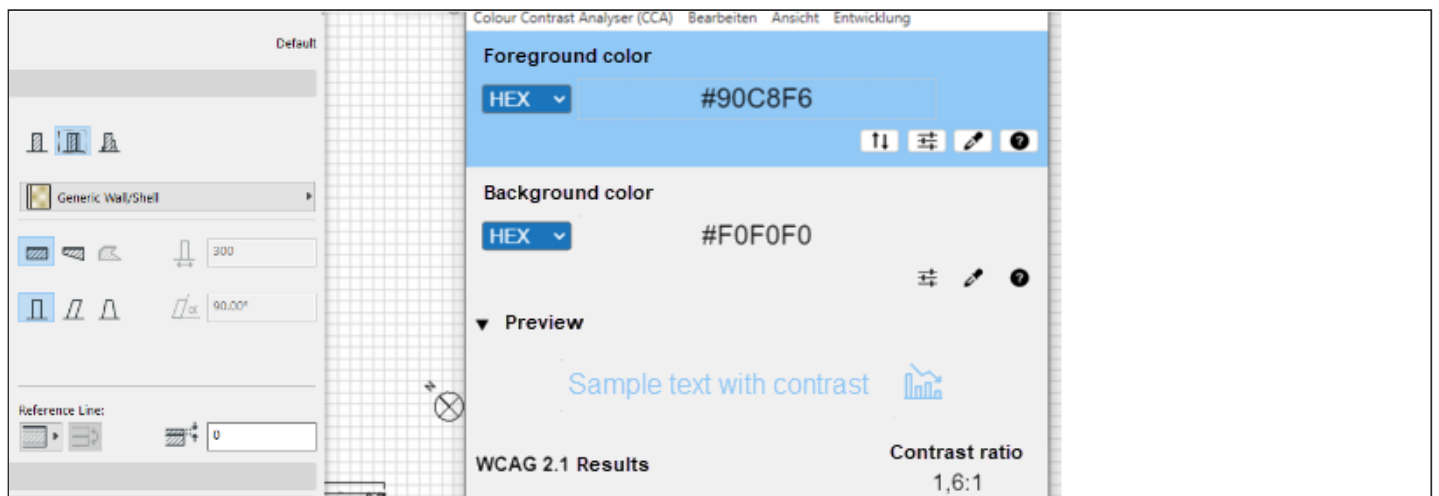 Default
Generic Wall/Shell
300
90.00°
α
Reference Line:
0
N
Colour Contrast Analyser (CCA) Bearbeiten Ansicht Entwicklung
Foreground color
HEX #90C8F6
Background color
HEX #F0F0F0
Preview
Sample text with contrast
WCAG 2.1 Results
Contrast ratio
1,6:1